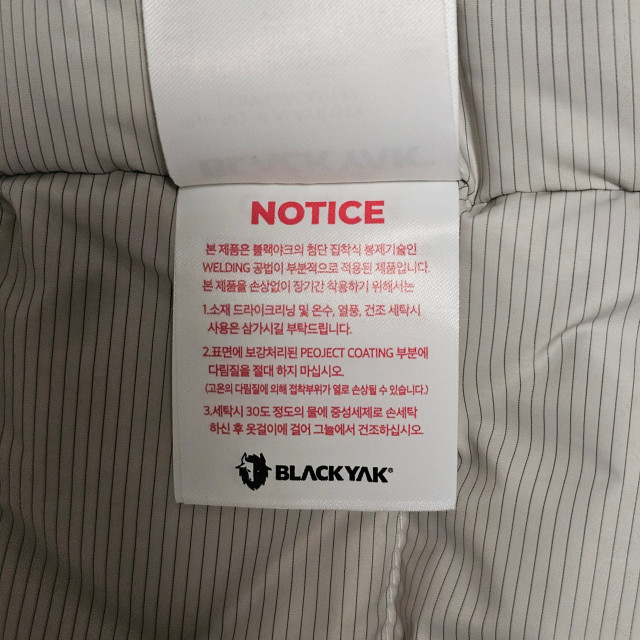 NOTICE
본 제품은 블랙야크의 첨단 접착식 봉제기술인
WELDING 공법이 부분적으로 적용된 제품입니다.
본 제품을 손상없이 장기간 착용하기 위해서는
1.소재 드라이크리닝 및 온수, 열풍, 건조 세탁시
사용은 삼가시길 부탁드립니다.
2.표면에 보강처리된 PEOJECT COATING 부분에
다림질을 절대 하지 마십시오.
(고온의 다림질에 의해 접착부위가 열로 손상될 수 있습니다.)
3.세탁시 30도 정도의 물에 중성세제로 손세탁
하신 후 옷걸이에 걸어 그늘에서 건조하십시오.
BLACKYAK®